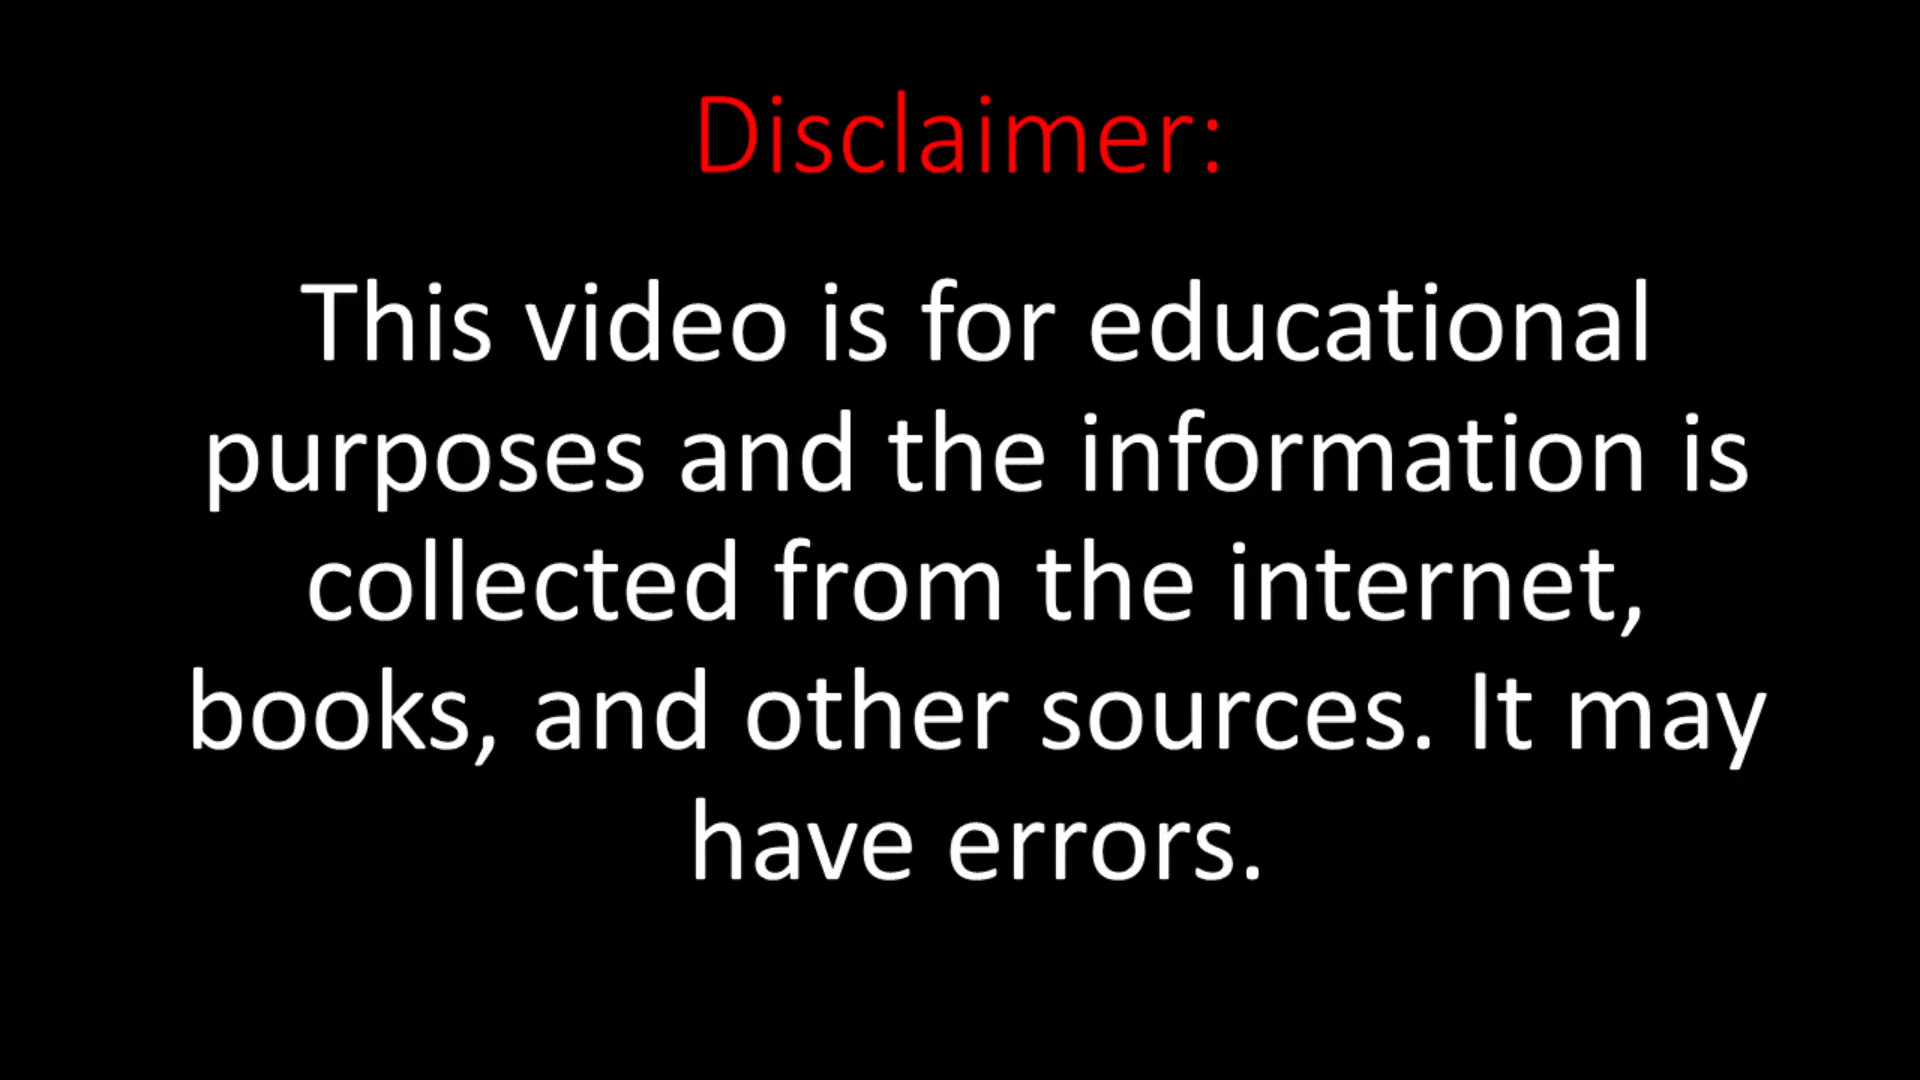 Disclaimer:
This video is for educational
purposes and the information is
collected from the internet,
books, and other sources. It may
have errors.